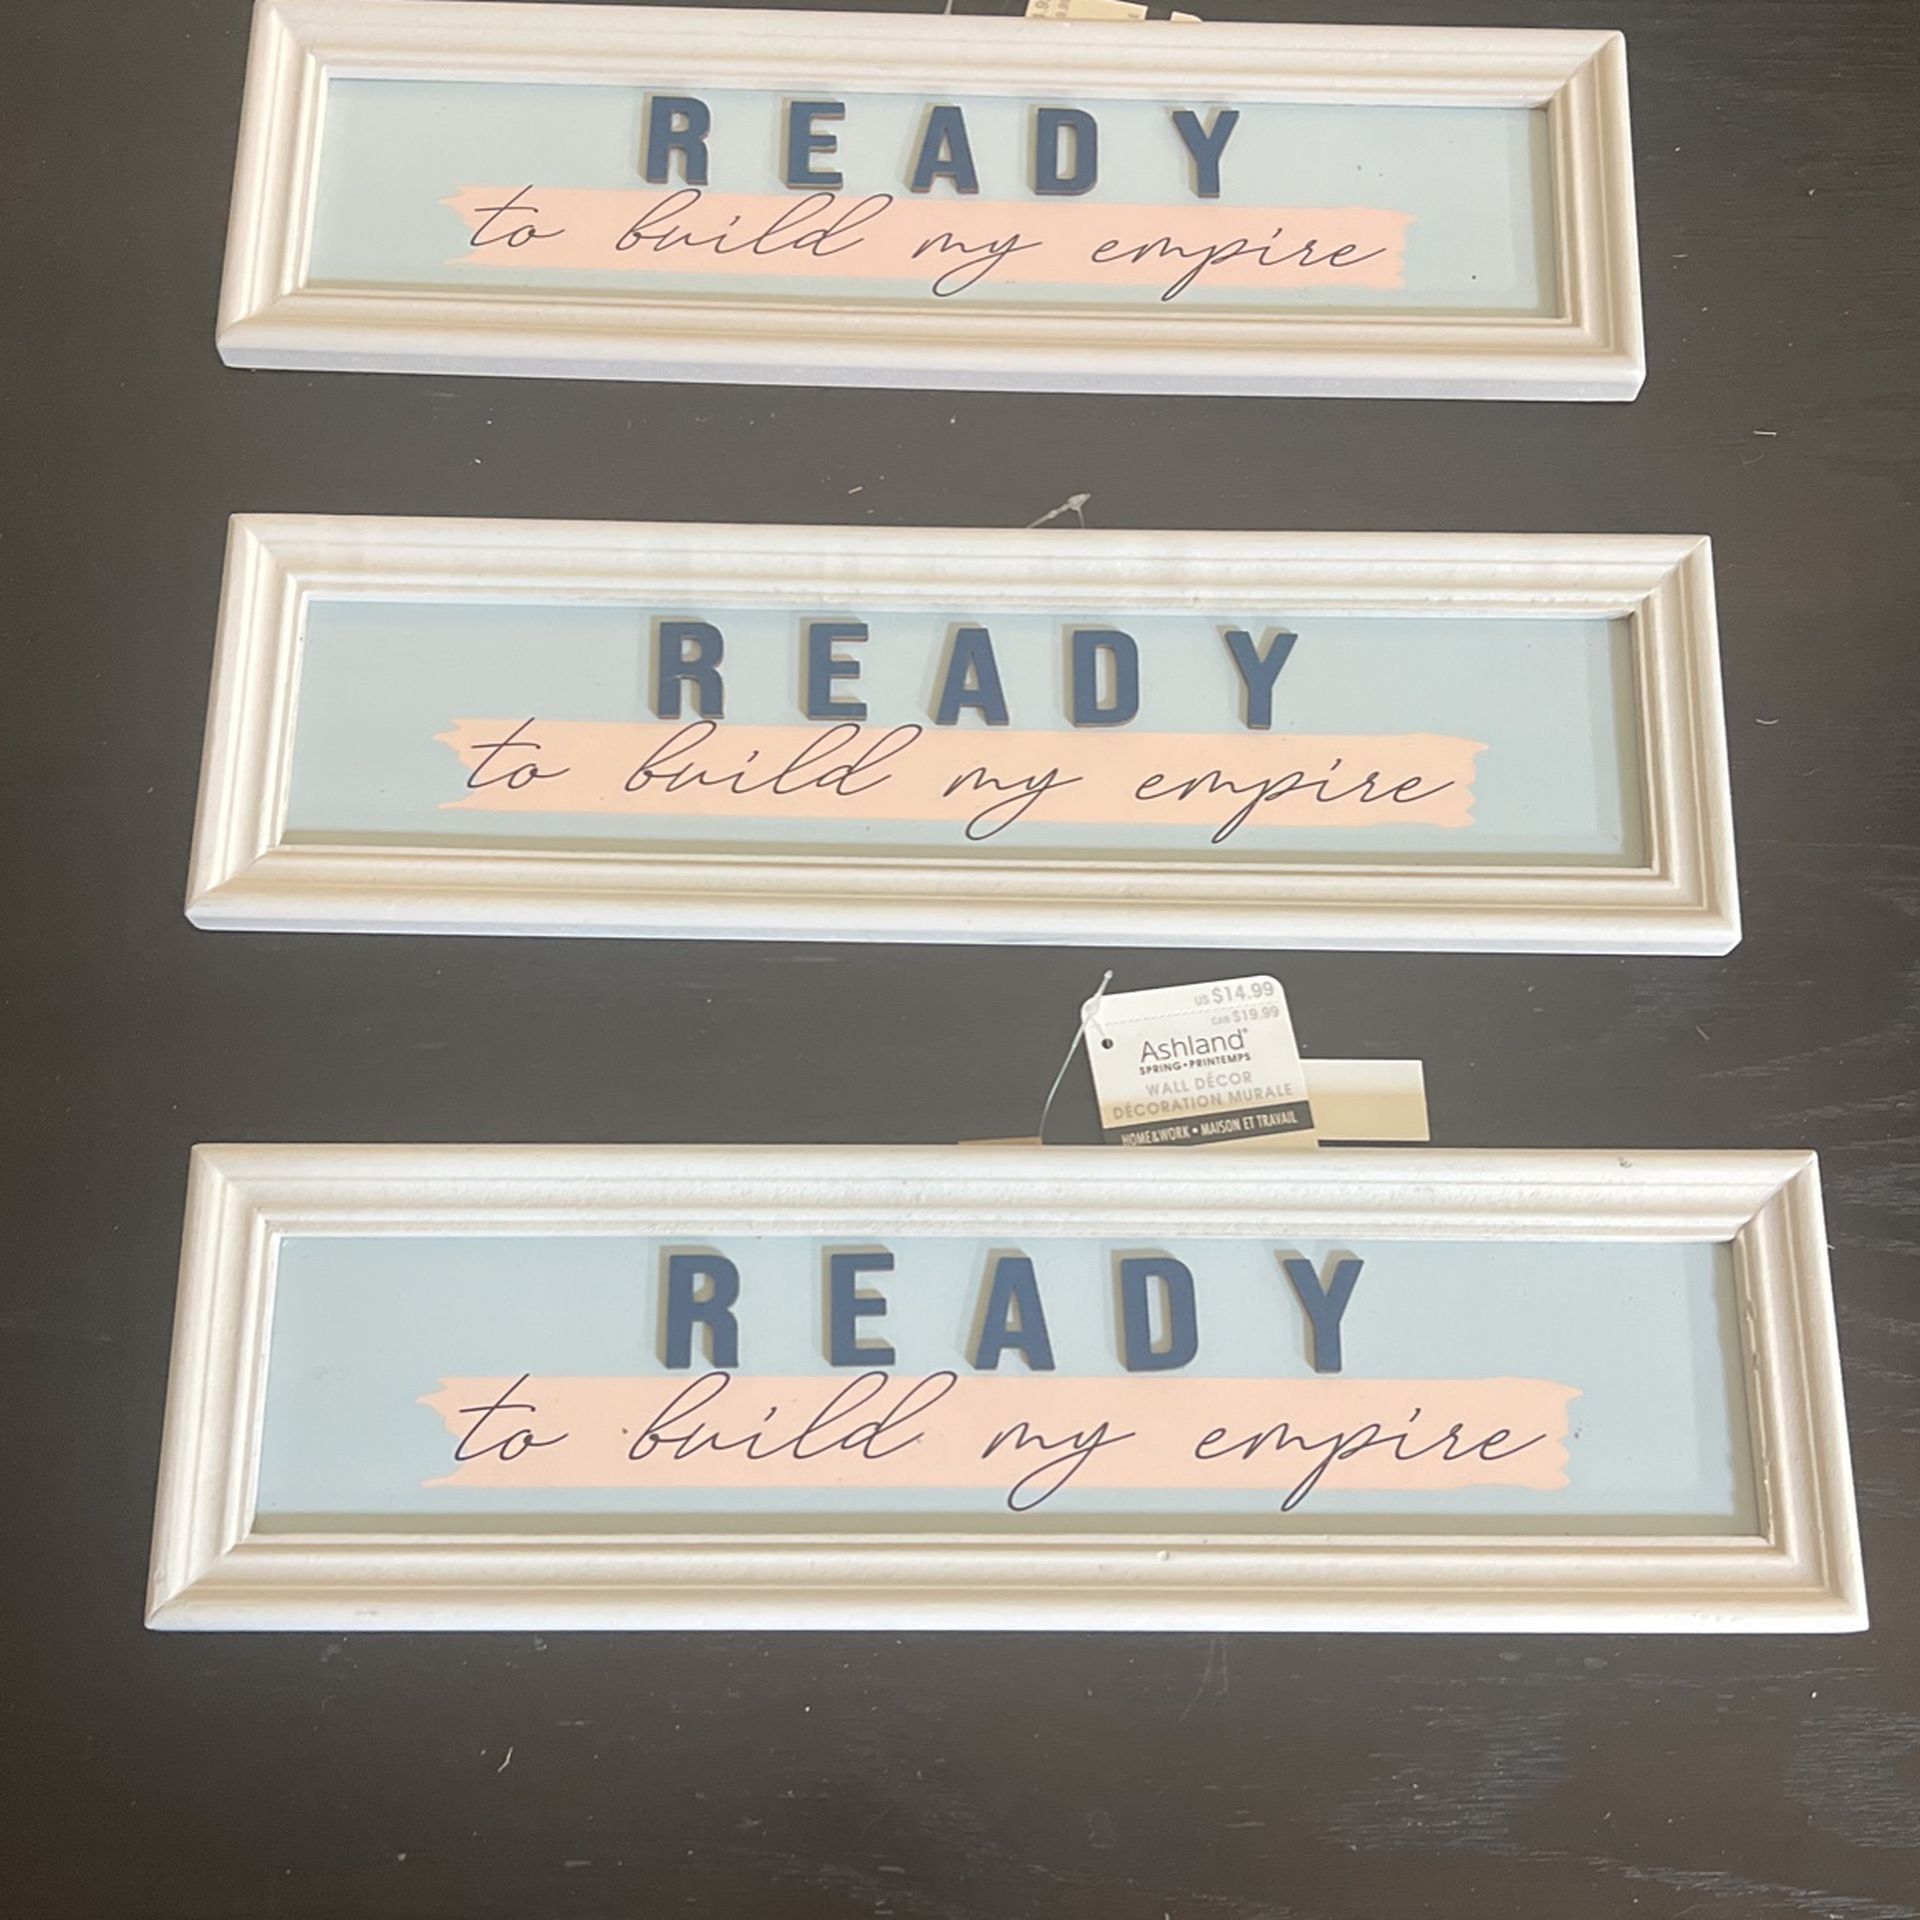 READY
to build my empire
READY
to build my empire
US $14.99
CAN $19.99
Ashland®
SPRING•PRINTEMPS
WALL DÉCOR
DÉCORATION MURALE
HOME&WORK • MAISON ET TRAVAIL
READY
to build my empire